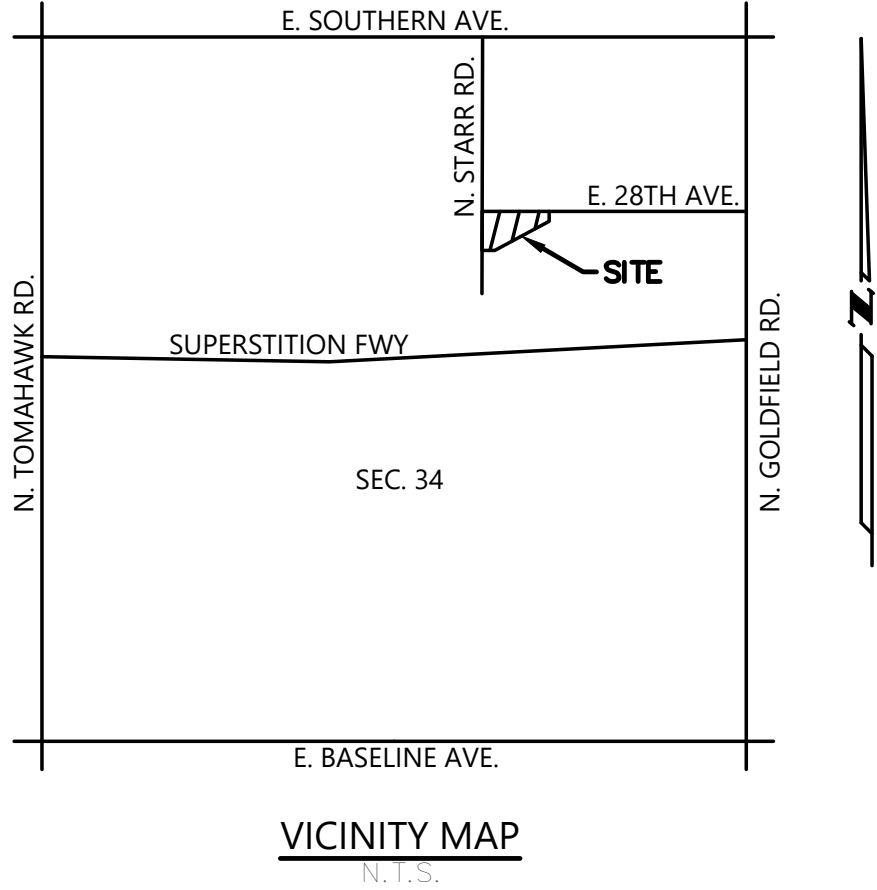 E. SOUTHERN AVE.
N. STARR RD.
E. 28TH AVE.
SITE
N. TOMAHAWK RD.
SUPERSTITION FWY
N. GOLDFIELD RD.
N
SEC. 34
E. BASELINE AVE.
VICINITY MAP
N.T.S.